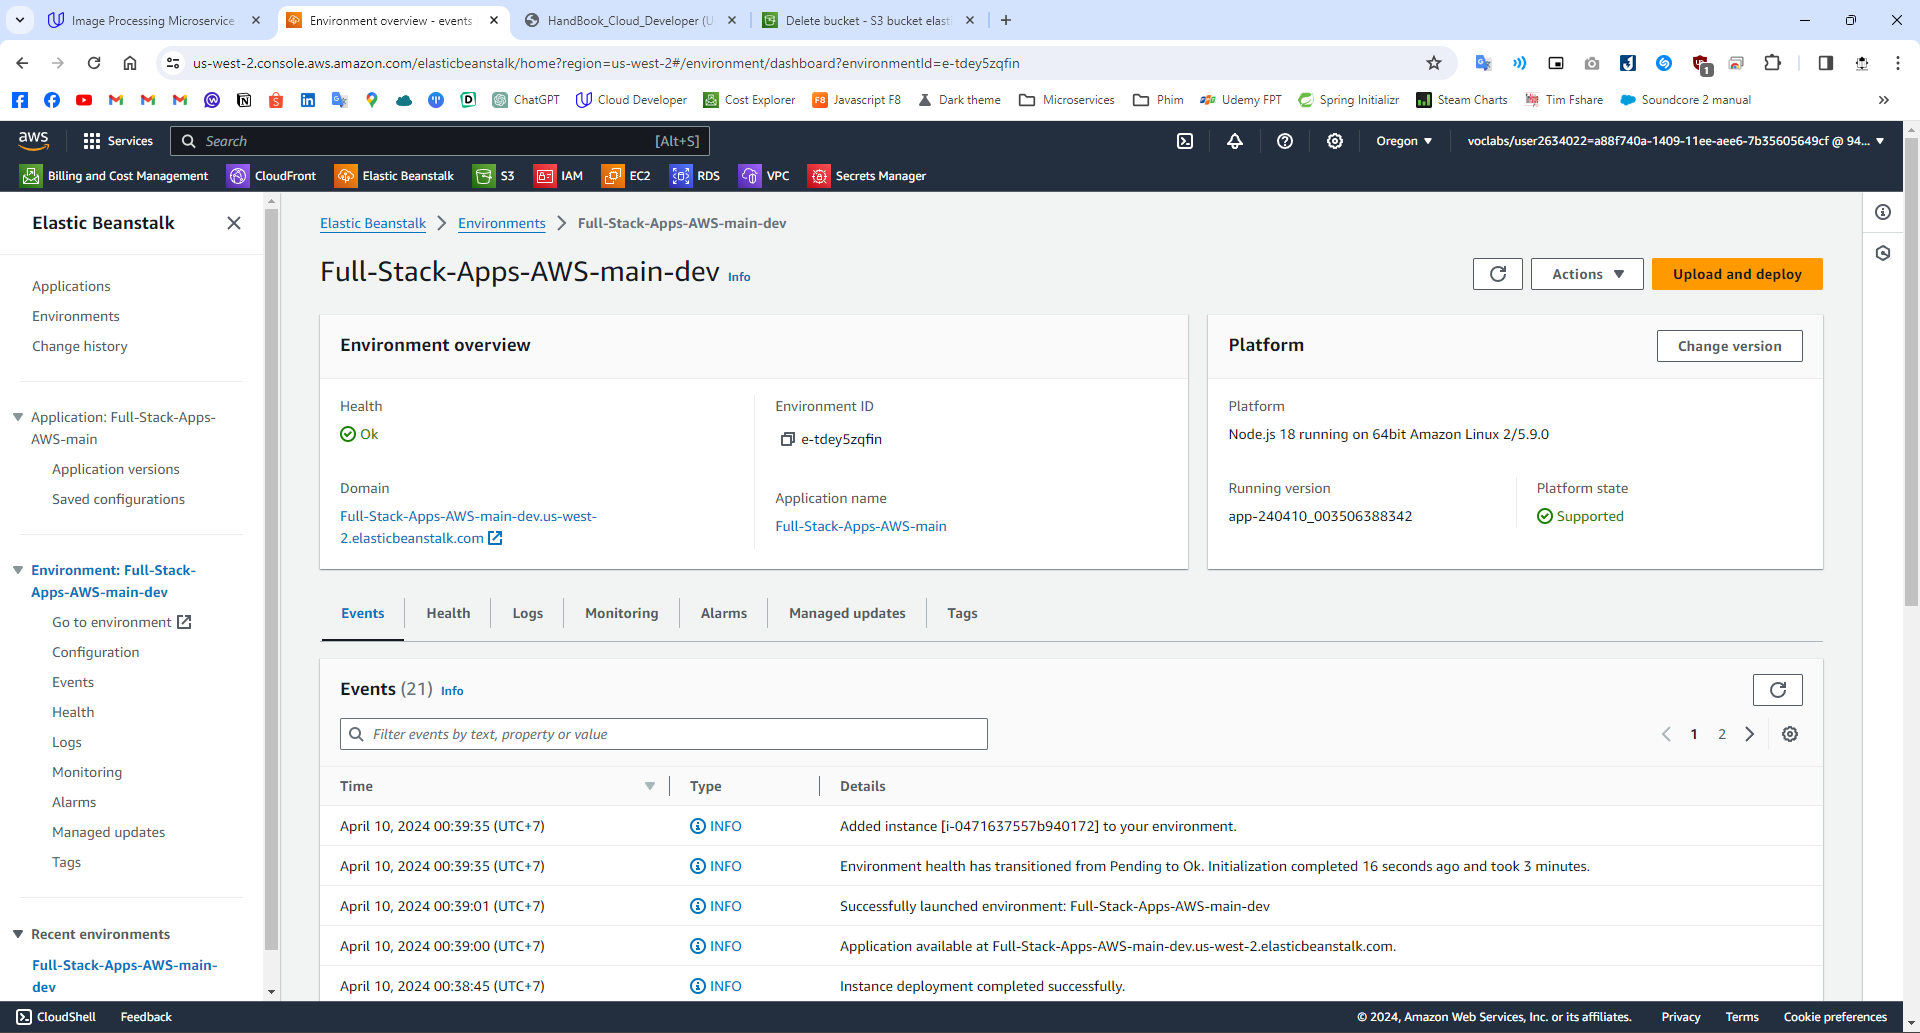 Image Processing Microservice
Environment overview - events
HandBook_Cloud_Developer (U
Delete bucket - S3 bucket elast
us-west-2.console.aws.amazon.com/elasticbeanstalk/home?region=us-west-2#/environment/dashboard?environmentId=e-tdey5zqfin
1
ChatGPT
Cloud Developer
Cost Explorer
Javascript F8
Dark theme
Microservices
Phim
Udemy FPT
Spring Initializr
Steam Charts
Tim Fshare
Soundcore 2 manual
aws
Services
Search
[Alt+S]
Oregon
voclabs/user2634022=a88f740a-1409-11ee-aee6-7b35605649cf @ 94...
Billing and Cost Management
CloudFront
Elastic Beanstalk
S3
IAM
EC2
RDS
VPC
Secrets Manager
Elastic Beanstalk
Applications
Environments
Change history
Application: Full-Stack-Apps-
AWS-main
Application versions
Saved configurations
Environment: Full-Stack-
Apps-AWS-main-dev
Go to environment
Configuration
Events
Health
Logs
Monitoring
Alarms
Managed updates
Tags
Recent environments
Full-Stack-Apps-AWS-main-
dev
Elastic Beanstalk
Environments
Full-Stack-Apps-AWS-main-dev
Full-Stack-Apps-AWS-main-dev
Info
Actions
Upload and deploy
Environment overview
Health
Ok
Domain
Full-Stack-Apps-AWS-main-dev.us-west-
2.elasticbeanstalk.com
Environment ID
e-tdey5zqfin
Application name
Full-Stack-Apps-AWS-main
Platform
Change version
Platform
Node.js 18 running on 64bit Amazon Linux 2/5.9.0
Running version
app-240410_003506388342
Platform state
Supported
Events
Health
Logs
Monitoring
Alarms
Managed updates
Tags
Events (21) Info
Filter events by text, property or value
1
2
Time
Type
Details
April 10, 2024 00:39:35 (UTC+7)
INFO
Added instance [i-0471637557b940172] to your environment.
April 10, 2024 00:39:35 (UTC+7)
INFO
Environment health has transitioned from Pending to Ok. Initialization completed 16 seconds ago and took 3 minutes.
April 10, 2024 00:39:01 (UTC+7)
INFO
Successfully launched environment: Full-Stack-Apps-AWS-main-dev
April 10, 2024 00:39:00 (UTC+7)
INFO
Application available at Full-Stack-Apps-AWS-main-dev.us-west-2.elasticbeanstalk.com.
April 10, 2024 00:38:45 (UTC+7)
INFO
Instance deployment completed successfully.
CloudShell
Feedback
© 2024, Amazon Web Services, Inc. or its affiliates.
Privacy
Terms
Cookie preferences